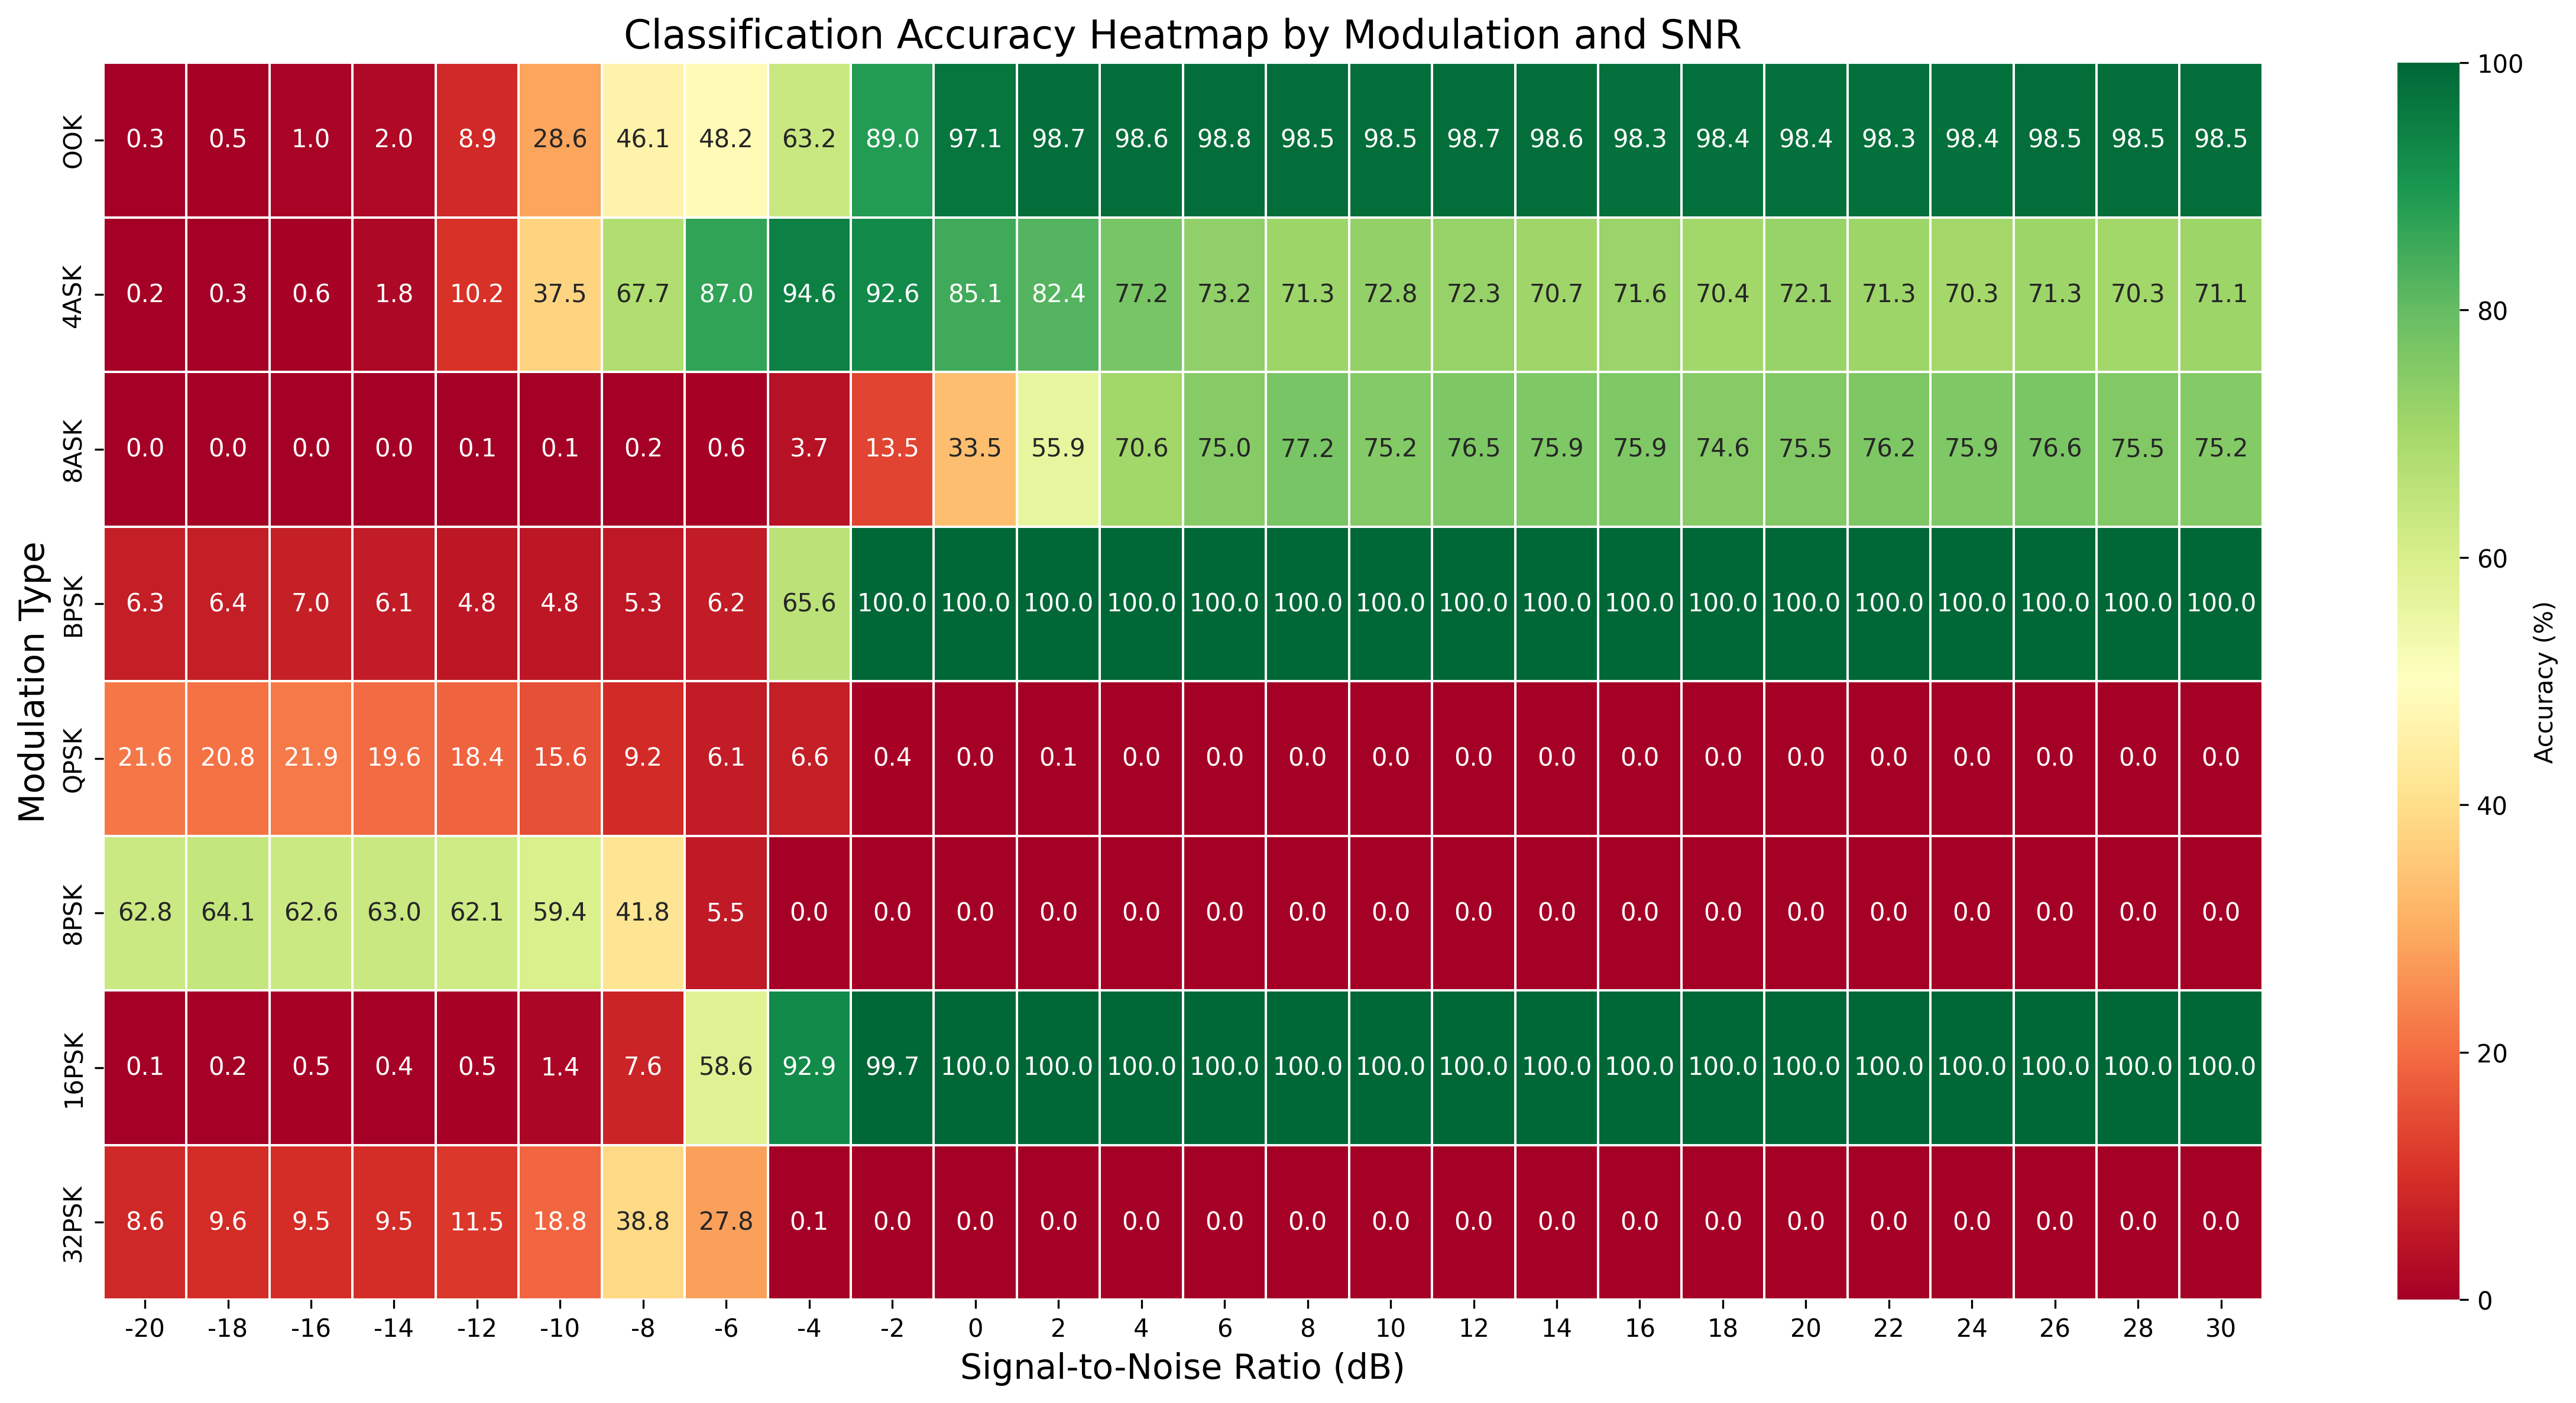 Classification Accuracy Heatmap by Modulation and SNR
OOK 0.3 0.5 1.0 2.0 8.9 28.6 46.1 48.2 63.2 89.0 97.1 98.7 98.6 98.8 98.5 98.5 98.7 98.6 98.3 98.4 98.4 98.3 98.4 98.5 98.5 98.5
4ASK 0.2 0.3 0.6 1.8 10.2 37.5 67.7 87.0 94.6 92.6 85.1 82.4 77.2 73.2 71.3 72.8 72.3 70.7 71.6 70.4 72.1 71.3 70.3 71.3 70.3 71.1
8ASK 0.0 0.0 0.0 0.0 0.1 0.1 0.2 0.6 3.7 13.5 33.5 55.9 70.6 75.0 77.2 75.2 76.5 75.9 75.9 74.6 75.5 76.2 75.9 76.6 75.5 75.2
BPSK 6.3 6.4 7.0 6.1 4.8 4.8 5.3 6.2 65.6 100.0 100.0 100.0 100.0 100.0 100.0 100.0 100.0 100.0 100.0 100.0 100.0 100.0 100.0 100.0 100.0 100.0
QPSK 21.6 20.8 21.9 19.6 18.4 15.6 9.2 6.1 6.6 0.4 0.0 0.1 0.0 0.0 0.0 0.0 0.0 0.0 0.0 0.0 0.0 0.0 0.0 0.0 0.0 0.0
8PSK 62.8 64.1 62.6 63.0 62.1 59.4 41.8 5.5 0.0 0.0 0.0 0.0 0.0 0.0 0.0 0.0 0.0 0.0 0.0 0.0 0.0 0.0 0.0 0.0 0.0 0.0
16PSK 0.1 0.2 0.5 0.4 0.5 1.4 7.6 58.6 92.9 99.7 100.0 100.0 100.0 100.0 100.0 100.0 100.0 100.0 100.0 100.0 100.0 100.0 100.0 100.0 100.0 100.0
32PSK 8.6 9.6 9.5 9.5 11.5 18.8 38.8 27.8 0.1 0.0 0.0 0.0 0.0 0.0 0.0 0.0 0.0 0.0 0.0 0.0 0.0 0.0 0.0 0.0 0.0 0.0
-20 -18 -16 -14 -12 -10 -8 -6 -4 -2 0 2 4 6 8 10 12 14 16 18 20 22 24 26 28 30
Signal-to-Noise Ratio (dB)
Modulation Type
100
80
60
40
20
0
Accuracy (%)